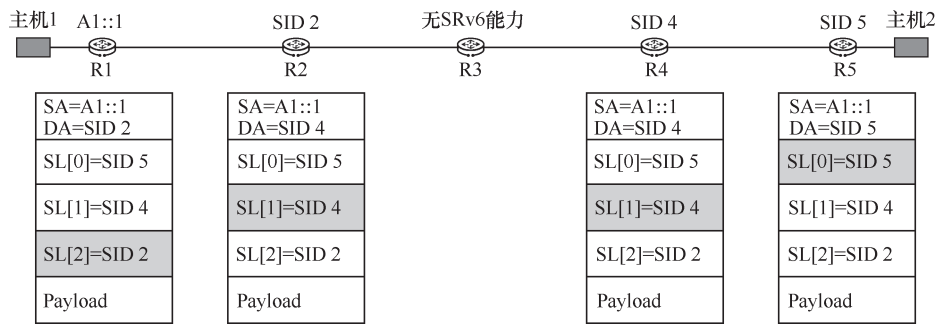 主机1 A1::1 SID 2 无SRv6能力 SID 4 SID 5 主机2
R1 R2 R3 R4 R5
SA=A1::1
DA=SID 2
SL[0]=SID 5
SL[1]=SID 4
SL[2]=SID 2
Payload
SA=A1::1
DA=SID 4
SL[0]=SID 5
SL[1]=SID 4
SL[2]=SID 2
Payload
SA=A1::1
DA=SID 4
SL[0]=SID 5
SL[1]=SID 4
SL[2]=SID 2
Payload
SA=A1::1
DA=SID 5
SL[0]=SID 5
SL[1]=SID 4
SL[2]=SID 2
Payload